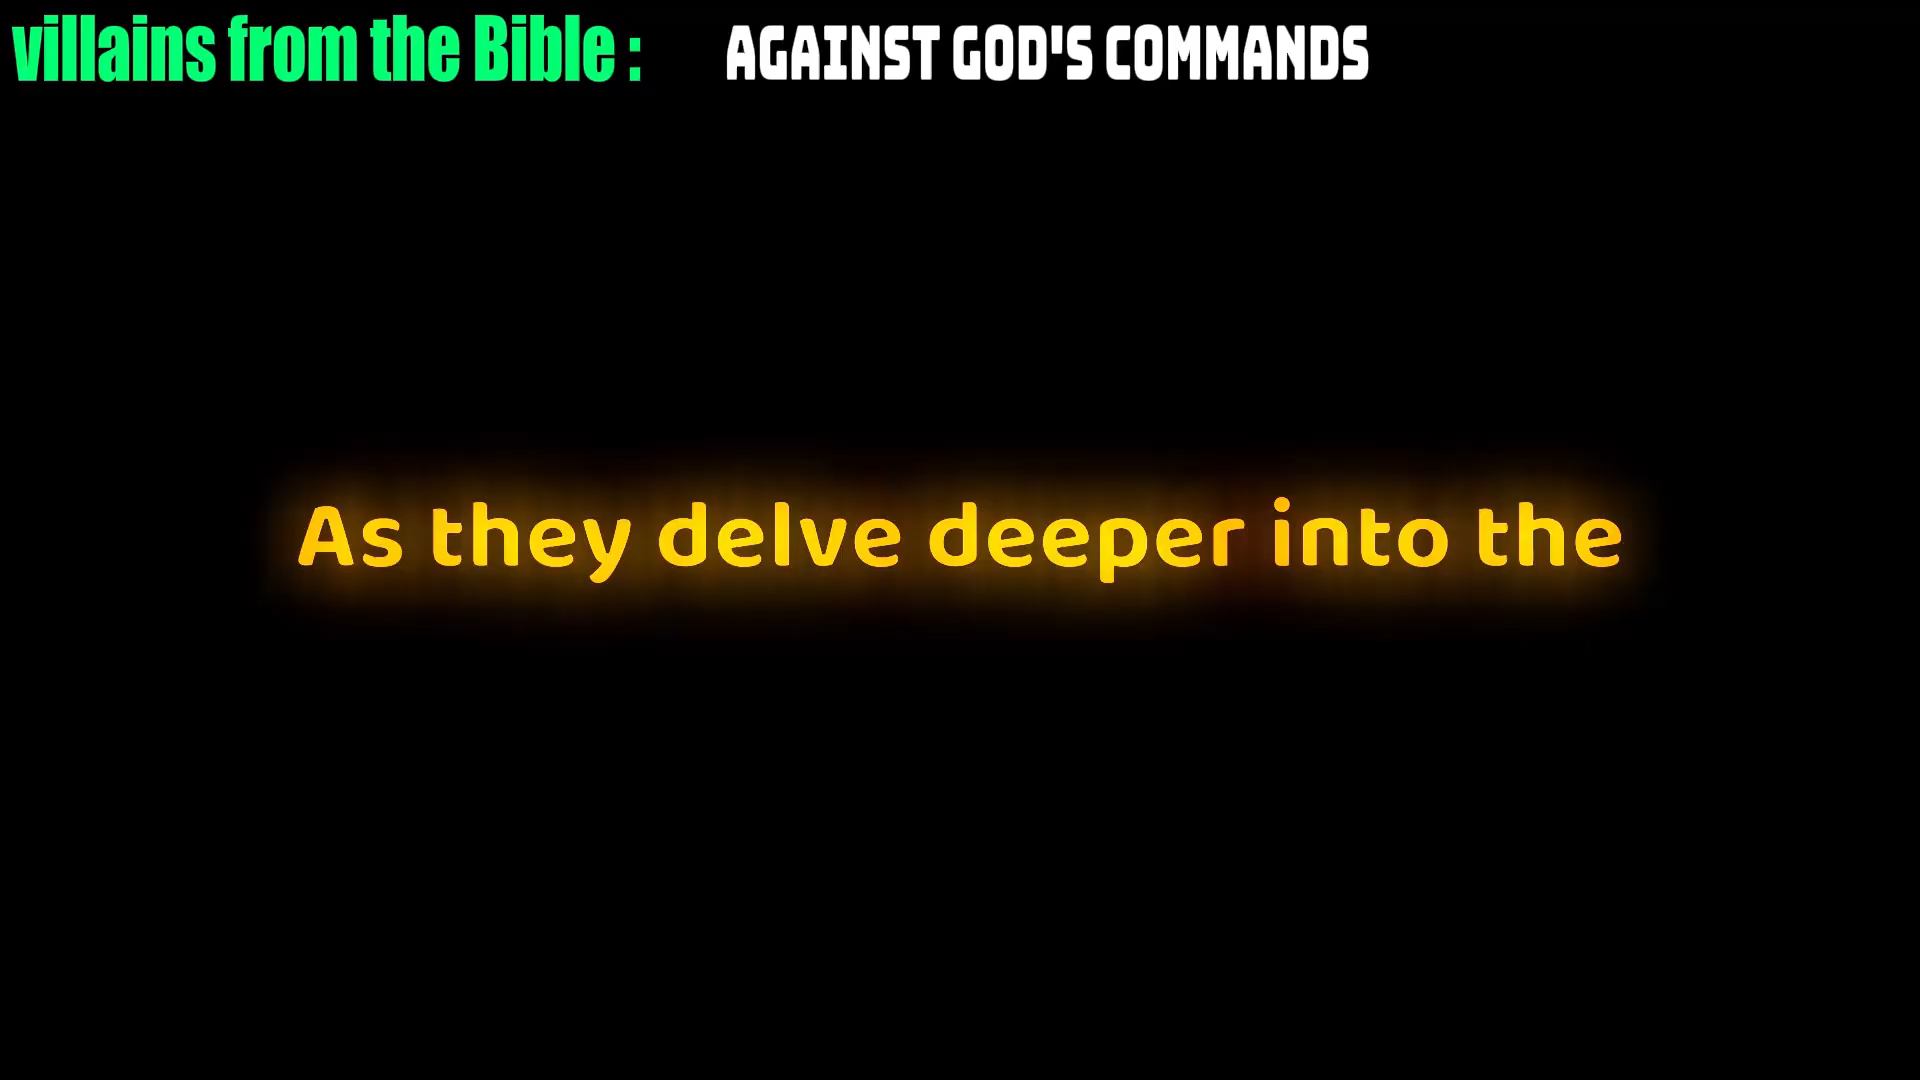 villains from the Bible : AGAINST GOD'S COMMANDS
As they delve deeper into the